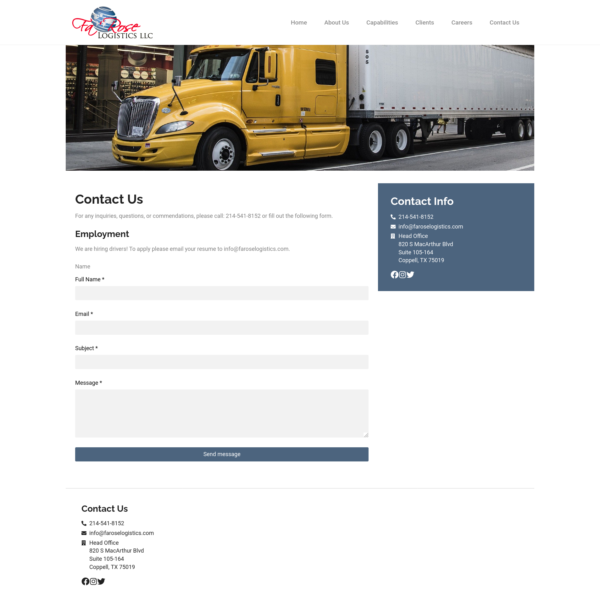 Fa Rose
LOGISTICS LLC
Home About Us Capabilities Clients Careers Contact Us
Contact Us
For any inquiries, questions, or commendations, please call: 214-541-8152 or fill out the following form.
Employment
We are hiring drivers! To apply please email your resume to info@faroselogistics.com.
Name
Full Name *
Email *
Subject *
Message *
Send message
Contact Info
214-541-8152
info@faroselogistics.com
Head Office
820 S MacArthur Blvd
Suite 105-164
Coppell, TX 75019
Contact Us
214-541-8152
info@faroselogistics.com
Head Office
820 S MacArthur Blvd
Suite 105-164
Coppell, TX 75019